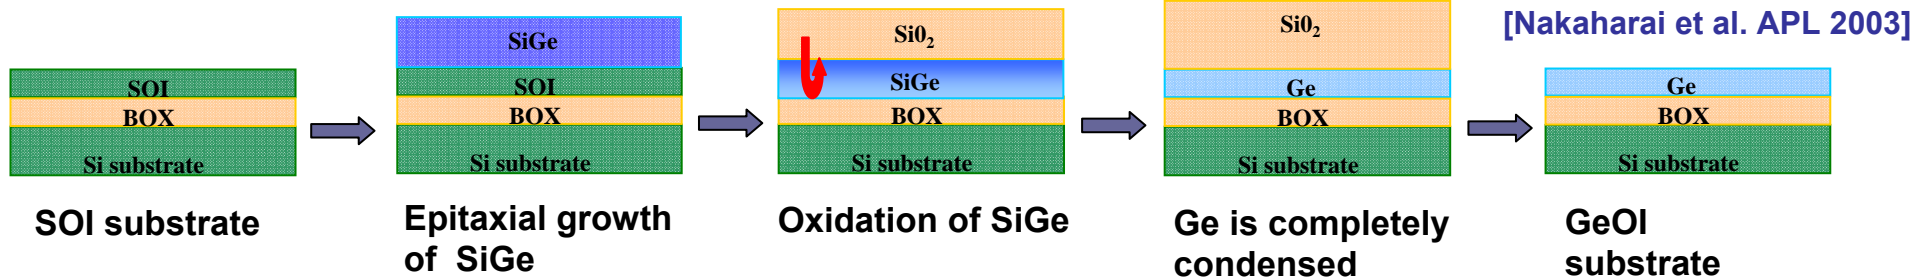 SOI
BOX
Si substrate
SOI substrate
SiGe
SOI
BOX
Si substrate
Epitaxial growth
of SiGe
Si0₂
SiGe
BOX
Si substrate
Oxidation of SiGe
Si0₂
Ge
BOX
Si substrate
Ge is completely
condensed
[Nakaharai et al. APL 2003]
Ge
BOX
Si substrate
GeOI
substrate